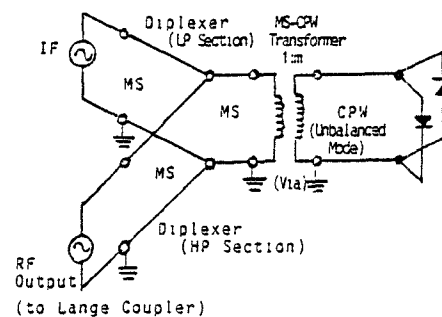 Diplexer
(LP Section)
MS-CPW
Transformer
1:m
IF
MS
MS
CPW
(Unbalanced
Mode)
MS
(Via)
Diplexer
(HP Section)
RF
Output
(to Lange Coupler)